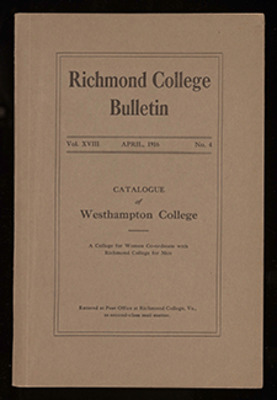 Richmond College
Bulletin
Vol. XVIII APRIL, 1916 No. 4
CATALOGUE
of
Westhampton College
A College for Women Co-ordinate with
Richmond College for Men
Entered at Post Office at Richmond College, Va.,
as second-class mail matter.